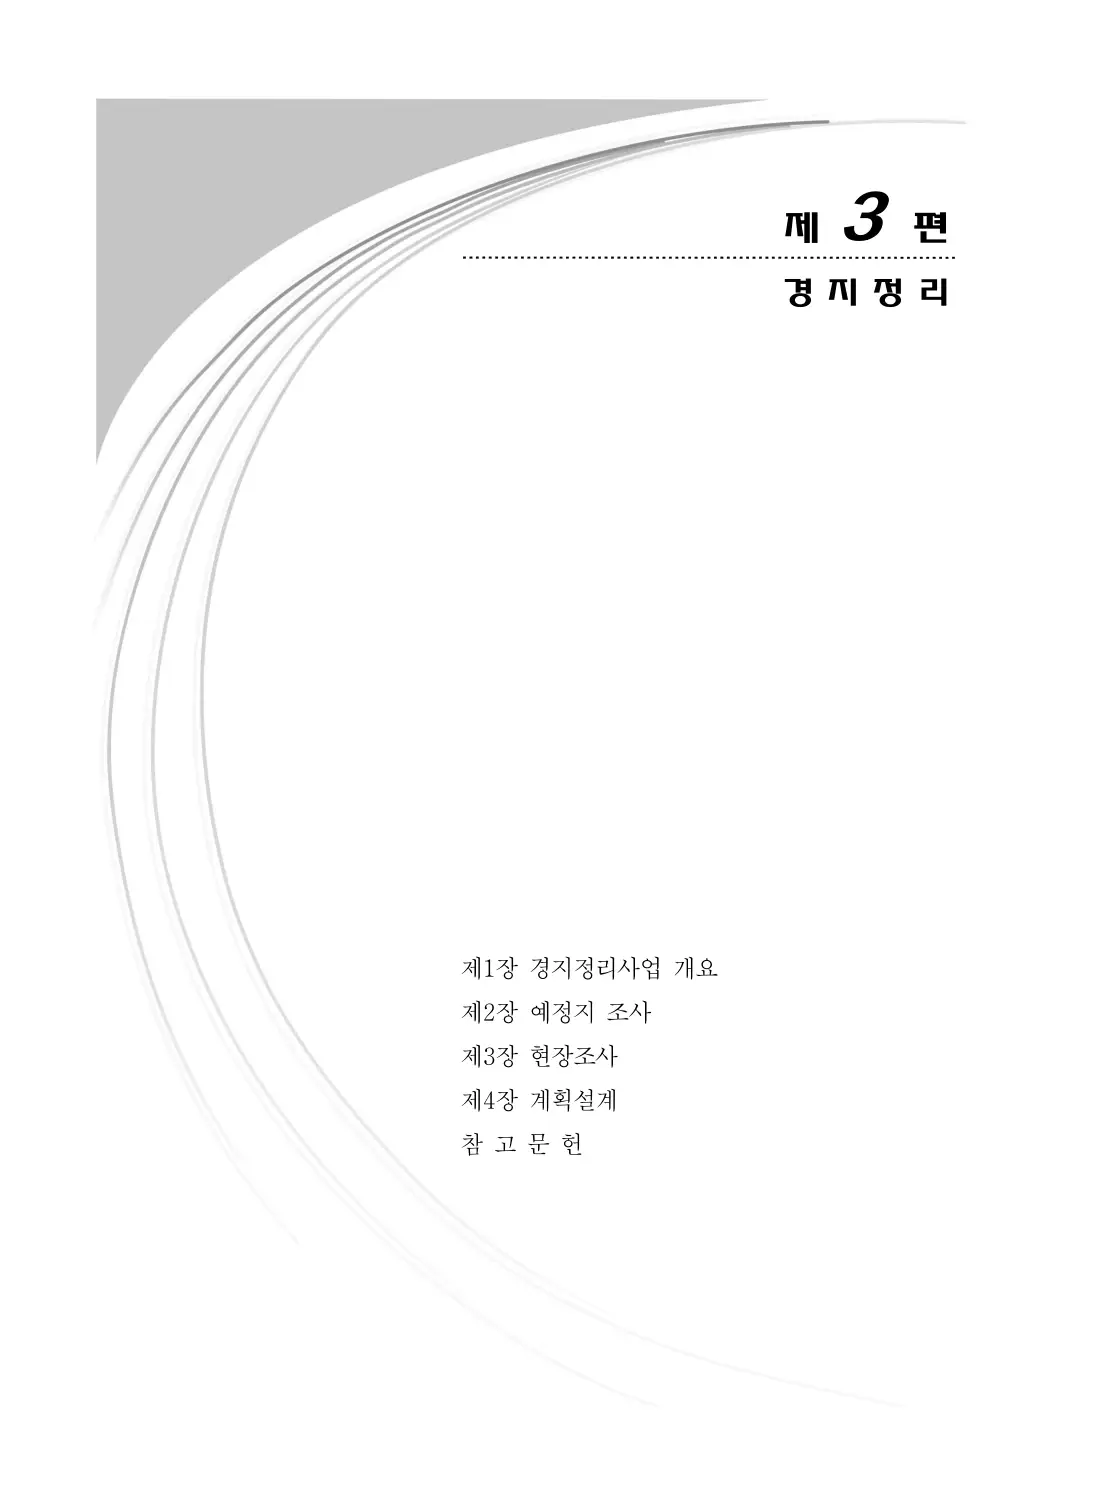 제 3 편
경 지 정 리
제1장 경지정리사업 개요
제2장 예정지 조사
제3장 현장조사
제4장 계획설계
참 고 문 헌